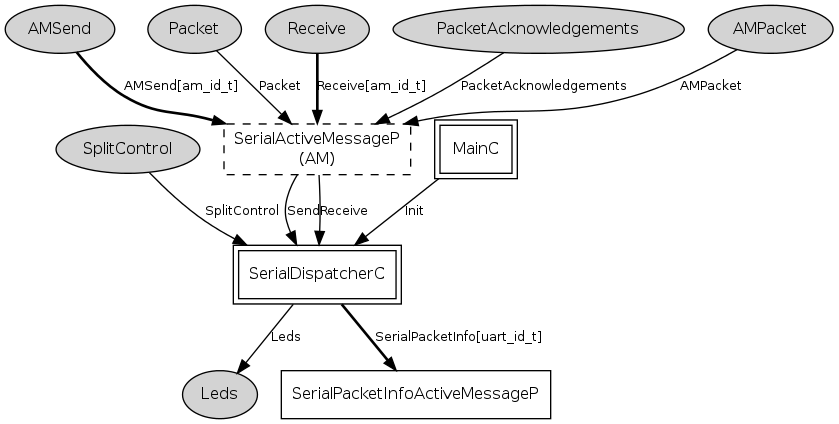 AMSend
Packet
Receive
PacketAcknowledgements
AMPacket
AMSend[am_id_t]
Packet
Receive[am_id_t]
PacketAcknowledgements
AMPacket
SplitControl
SerialActiveMessageP
(AM)
MainC
SplitControl
Send
Receive
Init
SerialDispatcherC
Leds
SerialPacketInfo[uart_id_t]
Leds
SerialPacketInfoActiveMessageP